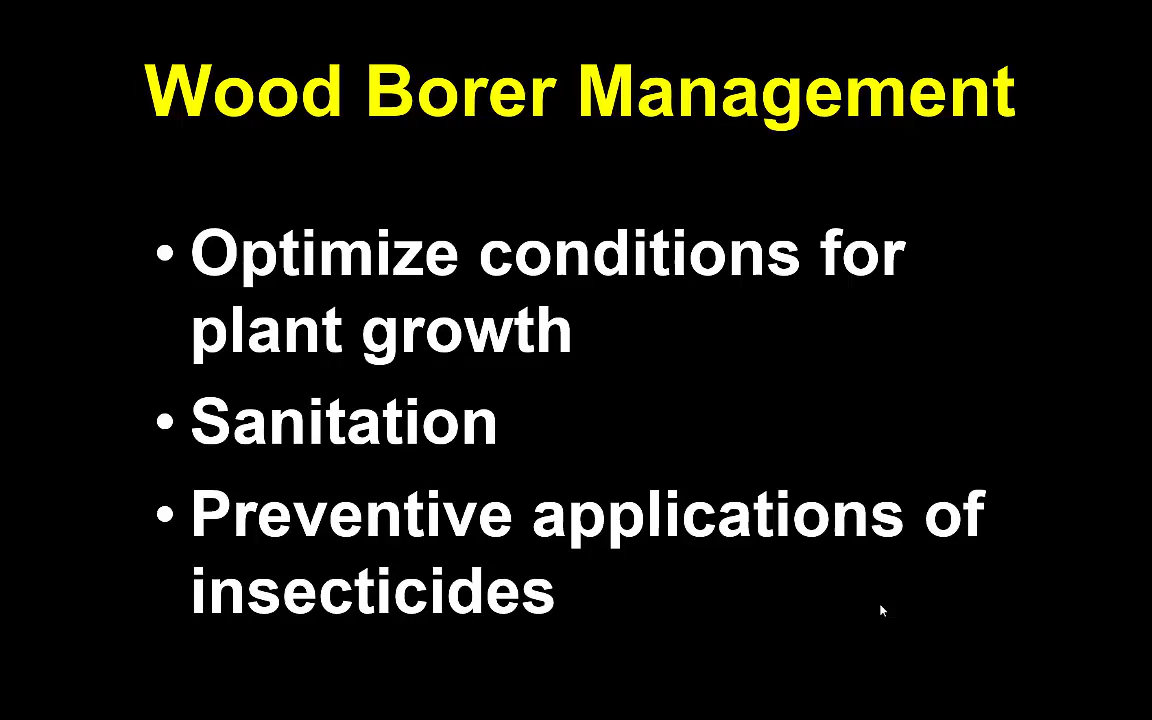 Wood Borer Management
• Optimize conditions for
plant growth
• Sanitation
• Preventive applications of
insecticides